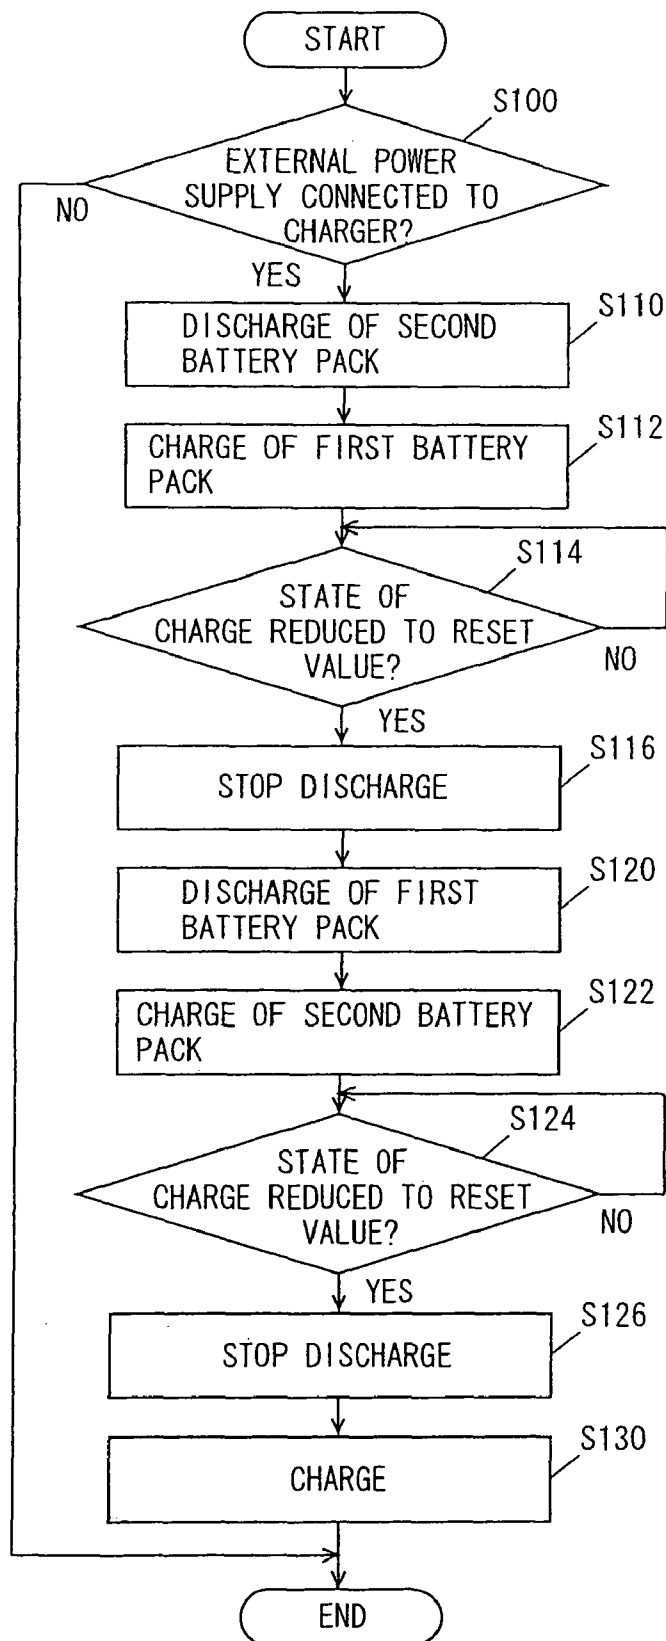 START
S100
EXTERNAL POWER
SUPPLY CONNECTED TO
CHARGER?
NO
YES
S110
DISCHARGE OF SECOND
BATTERY PACK
S112
CHARGE OF FIRST BATTERY
PACK
S114
STATE OF
CHARGE REDUCED TO RESET
VALUE?
NO
YES
S116
STOP DISCHARGE
S120
DISCHARGE OF FIRST
BATTERY PACK
S122
CHARGE OF SECOND BATTERY
PACK
S124
STATE OF
CHARGE REDUCED TO RESET
VALUE?
NO
YES
S126
STOP DISCHARGE
S130
CHARGE
END